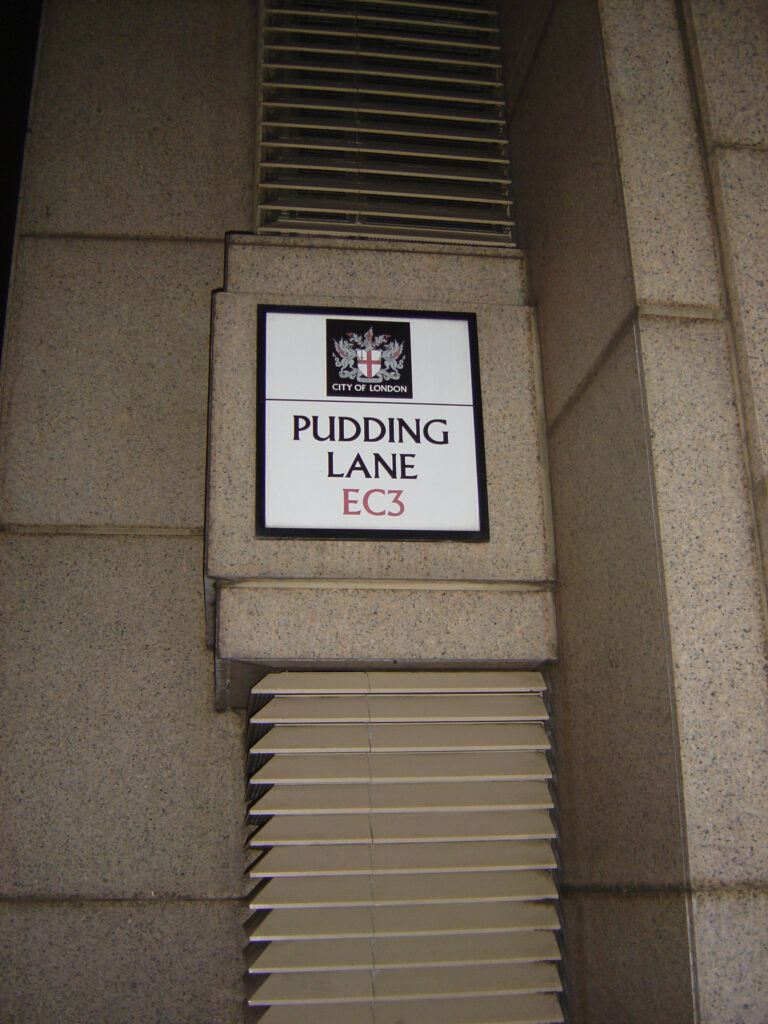 CITY OF LONDON
PUDDING
LANE
EC3